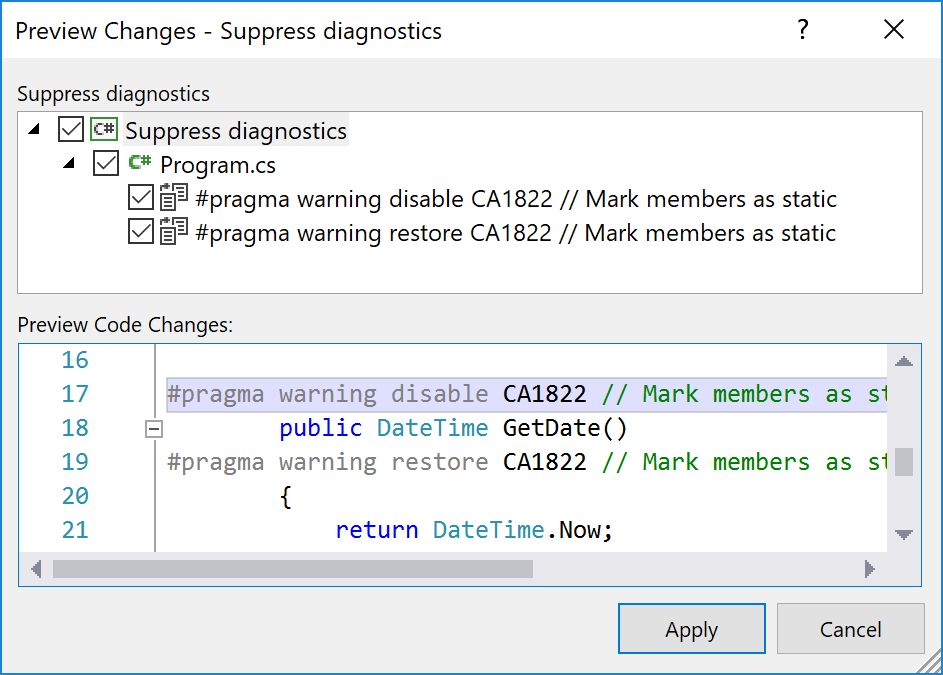 Preview Changes - Suppress diagnostics
?
Suppress diagnostics
C# Suppress diagnostics
C# Program.cs
#pragma warning disable CA1822 // Mark members as static
#pragma warning restore CA1822 // Mark members as static
Preview Code Changes:
16
17 #pragma warning disable CA1822 // Mark members as st
18 public DateTime GetDate()
19 #pragma warning restore CA1822 // Mark members as st
20 {
21 return DateTime.Now;
Apply Cancel